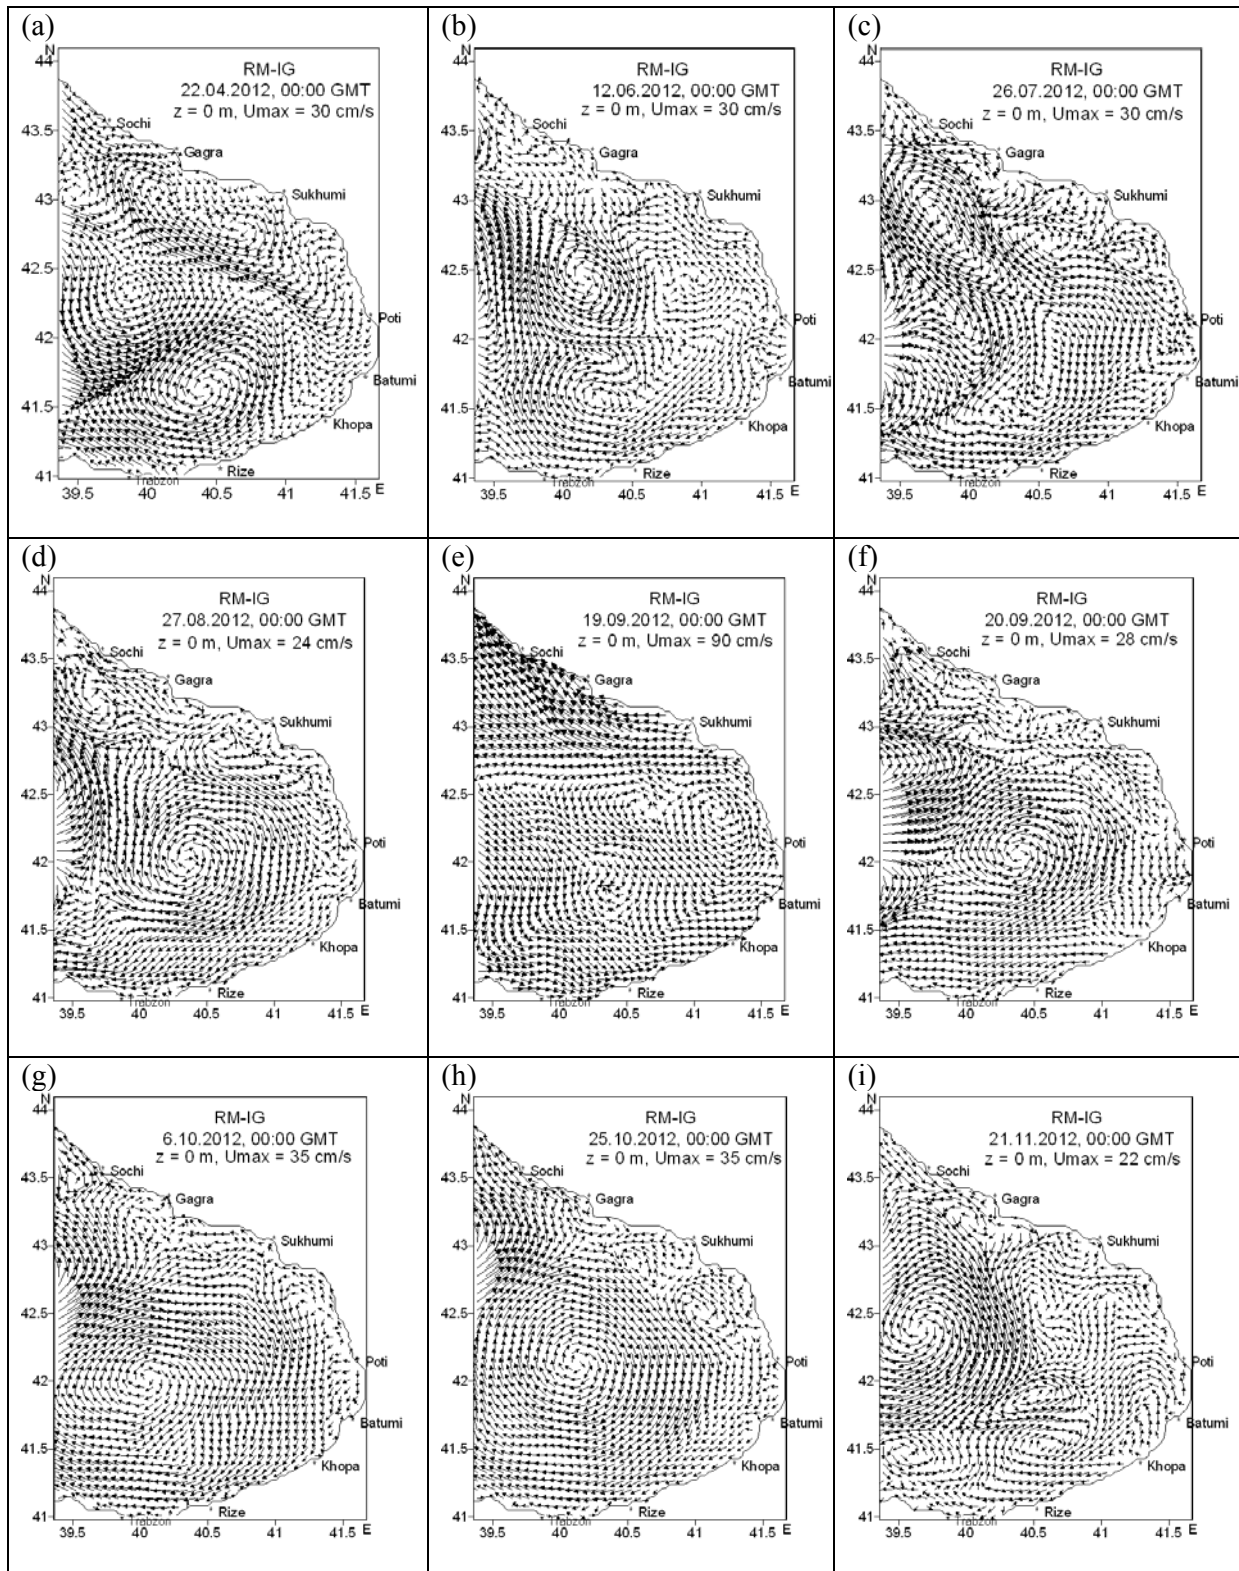 (a)
N
44
RM-IG
22.04.2012, 00:00 GMT
z = 0 m, Umax = 30 cm/s
43.5
Sochi
Gagra
43
Sukhumi
42.5
Poti
42
Batumi
41.5
Khopa
Rize
41
Trabzon
39.5 40 40.5 41 41.5 E
(b)
N
44
RM-IG
12.06.2012, 00:00 GMT
z = 0 m, Umax = 30 cm/s
43.5
Sochi
Gagra
43
Sukhumi
42.5
Poti
42
Batumi
41.5
Khopa
Rize
41
Trabzon
39.5 40 40.5 41 41.5 E
(c)
N
44
RM-IG
26.07.2012, 00:00 GMT
z = 0 m, Umax = 30 cm/s
43.5
Sochi
Gagra
43
Sukhumi
42.5
Poti
42
Batumi
41.5
Khopa
Rize
41
Trabzon
39.5 40 40.5 41 41.5 E
(d)
N
44
RM-IG
27.08.2012, 00:00 GMT
z = 0 m, Umax = 24 cm/s
43.5
Sochi
Gagra
43
Sukhumi
42.5
Poti
42
Batumi
41.5
Khopa
Rize
41
Trabzon
39.5 40 40.5 41 41.5 E
(e)
N
44
RM-IG
19.09.2012, 00:00 GMT
z = 0 m, Umax = 90 cm/s
43.5
Sochi
Gagra
43
Sukhumi
42.5
Poti
42
Batumi
41.5
Khopa
Rize
41
Trabzon
39.5 40 40.5 41 41.5 E
(f)
N
44
RM-IG
20.09.2012, 00:00 GMT
z = 0 m, Umax = 28 cm/s
43.5
Sochi
Gagra
43
Sukhumi
42.5
Poti
42
Batumi
41.5
Khopa
Rize
41
Trabzon
39.5 40 40.5 41 41.5 E
(g)
N
44
RM-IG
6.10.2012, 00:00 GMT
z = 0 m, Umax = 35 cm/s
43.5
Sochi
Gagra
43
Sukhumi
42.5
Poti
42
Batumi
41.5
Khopa
Rize
41
Trabzon
39.5 40 40.5 41 41.5 E
(h)
N
44
RM-IG
25.10.2012, 00:00 GMT
z = 0 m, Umax = 35 cm/s
43.5
Sochi
Gagra
43
Sukhumi
42.5
Poti
42
Batumi
41.5
Khopa
Rize
41
Trabzon
39.5 40 40.5 41 41.5 E
(i)
N
44
RM-IG
21.11.2012, 00:00 GMT
z = 0 m, Umax = 22 cm/s
43.5
Sochi
Gagra
43
Sukhumi
42.5
Poti
42
Batumi
41.5
Khopa
Rize
41
Trabzon
39.5 40 40.5 41 41.5 E